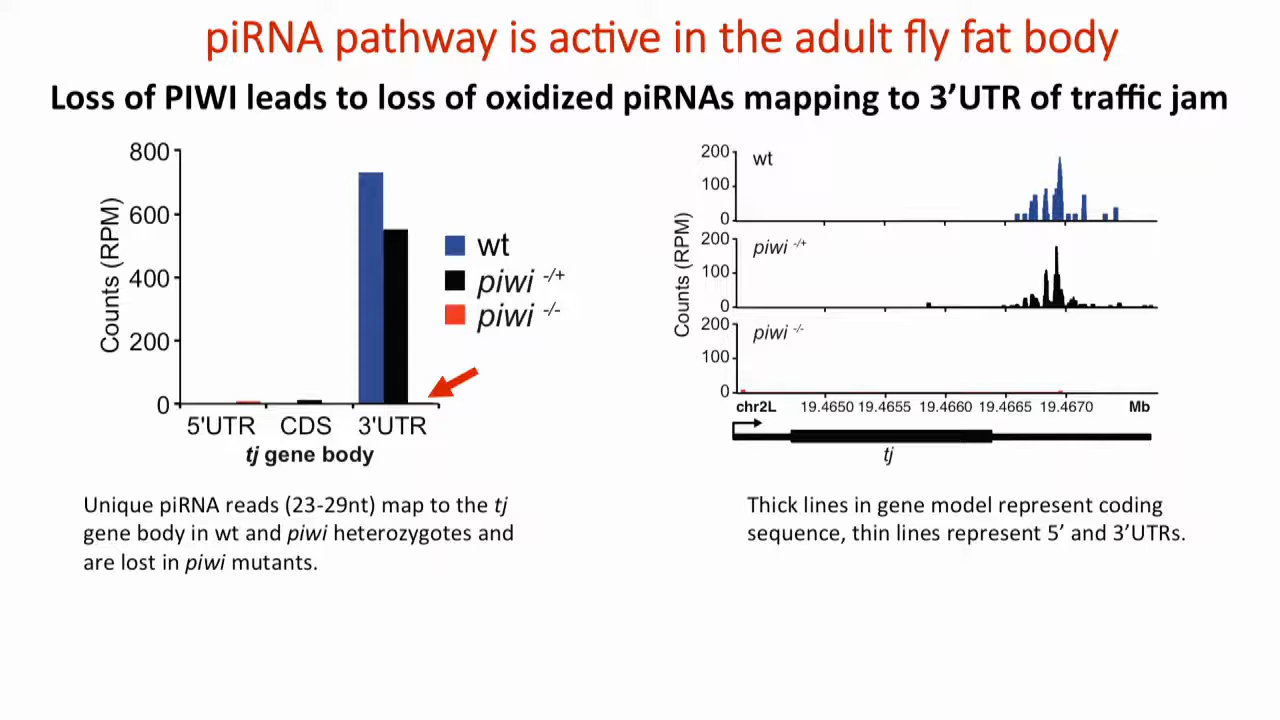 piRNA pathway is active in the adult fly fat body
Loss of PIWI leads to loss of oxidized piRNAs mapping to 3’UTR of traffic jam
800
600
400
200
0
Counts (RPM)
wt
piwi -/+
piwi -/-
5'UTR CDS 3'UTR
tj gene body
Unique piRNA reads (23-29nt) map to the tj
gene body in wt and piwi heterozygotes and
are lost in piwi mutants.
Counts (RPM)
200
100
0
wt
200
100
0
piwi -/+
200
100
0
piwi -/-
chr2L 19.4650 19.4655 19.4660 19.4665 19.4670 Mb
tj
Thick lines in gene model represent coding
sequence, thin lines represent 5’ and 3’UTRs.